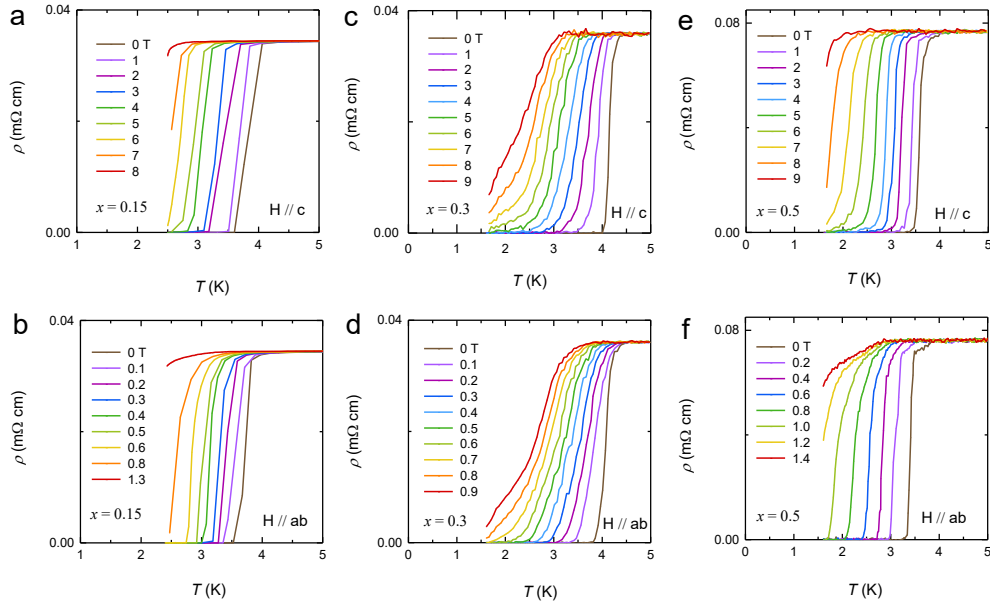 a
0.04
0.00
ρ (mΩ cm)
0 T
1
2
3
4
5
6
7
8
x = 0.15
H // c
1
2
3
4
5
T (K)
c
0.04
0.00
ρ (mΩ cm)
0 T
1
2
3
4
5
6
7
8
9
x = 0.3
H // c
0
1
2
3
4
5
T (K)
e
0.08
0.00
ρ (mΩ cm)
0 T
1
2
3
4
5
6
7
8
9
x = 0.5
H // c
0
1
2
3
4
5
T (K)
b
0.04
0.00
ρ (mΩ cm)
0 T
0.1
0.2
0.3
0.4
0.5
0.6
0.8
1.3
x = 0.15
H // ab
1
2
3
4
5
T (K)
d
0.04
0.00
ρ (mΩ cm)
0 T
0.1
0.2
0.3
0.4
0.5
0.6
0.7
0.8
0.9
x = 0.3
H // ab
0
1
2
3
4
5
T (K)
f
0.08
0.00
ρ (mΩ cm)
0 T
0.2
0.4
0.6
0.8
1.0
1.2
1.4
x = 0.5
H // ab
0
1
2
3
4
5
T (K)